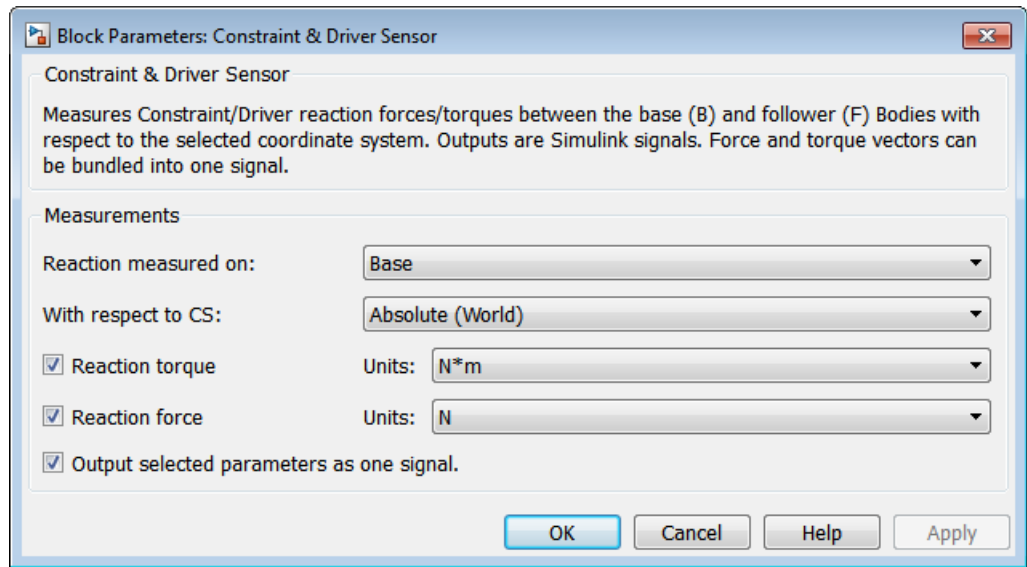 Block Parameters: Constraint & Driver Sensor
Constraint & Driver Sensor
Measures Constraint/Driver reaction forces/torques between the base (B) and follower (F) Bodies with
respect to the selected coordinate system. Outputs are Simulink signals. Force and torque vectors can
be bundled into one signal.
Measurements
Reaction measured on: Base
With respect to CS: Absolute (World)
Reaction torque Units: N*m
Reaction force Units: N
Output selected parameters as one signal.
OK Cancel Help Apply